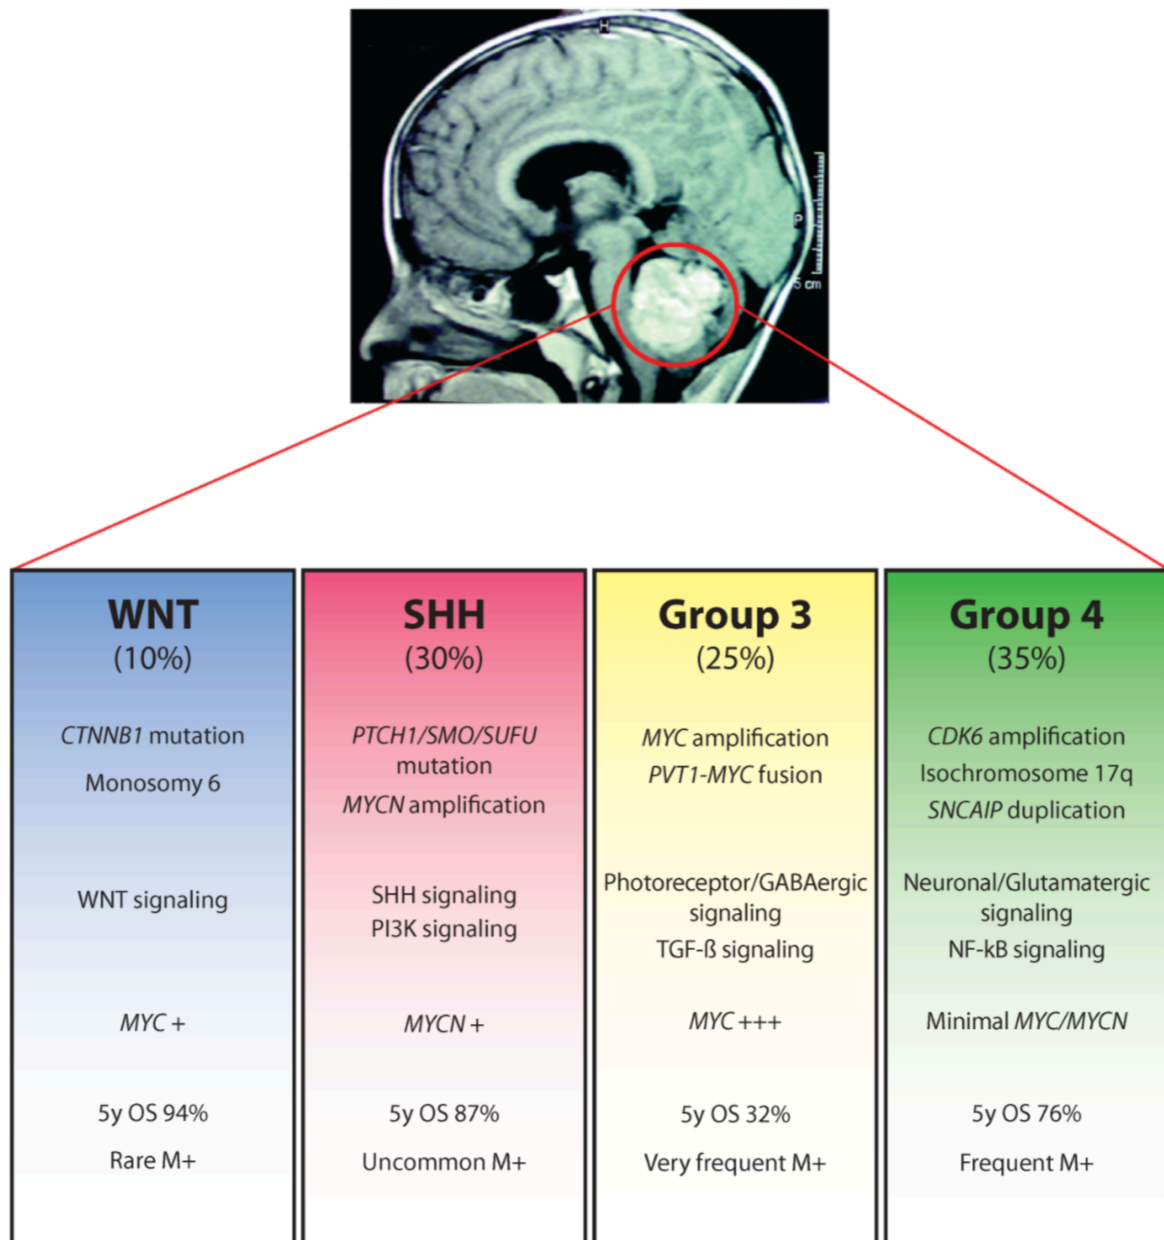 H
P
5 cm
WNT
(10%)
CTNNB1 mutation
Monosomy 6
WNT signaling
MYC +
5y OS 94%
Rare M+
SHH
(30%)
PTCH1/SMO/SUFU
mutation
MYCN amplification
SHH signaling
PI3K signaling
MYCN +
5y OS 87%
Uncommon M+
Group 3
(25%)
MYC amplification
PVT1-MYC fusion
Photoreceptor/GABAergic
signaling
TGF-ß signaling
MYC +++
5y OS 32%
Very frequent M+
Group 4
(35%)
CDK6 amplification
Isochromosome 17q
SNCAIP duplication
Neuronal/Glutamatergic
signaling
NF-kB signaling
Minimal MYC/MYCN
5y OS 76%
Frequent M+